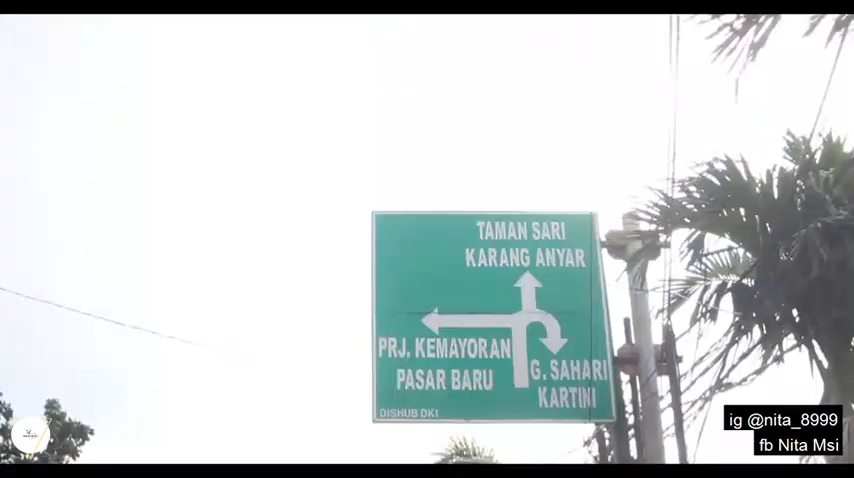 TAMAN SARI
KARANG ANYAR
PRJ. KEMAYORAN
PASAR BARU
G. SAHARI
KARTINI
DISHUB DKI
ig @nita_8999
fb Nita Msi